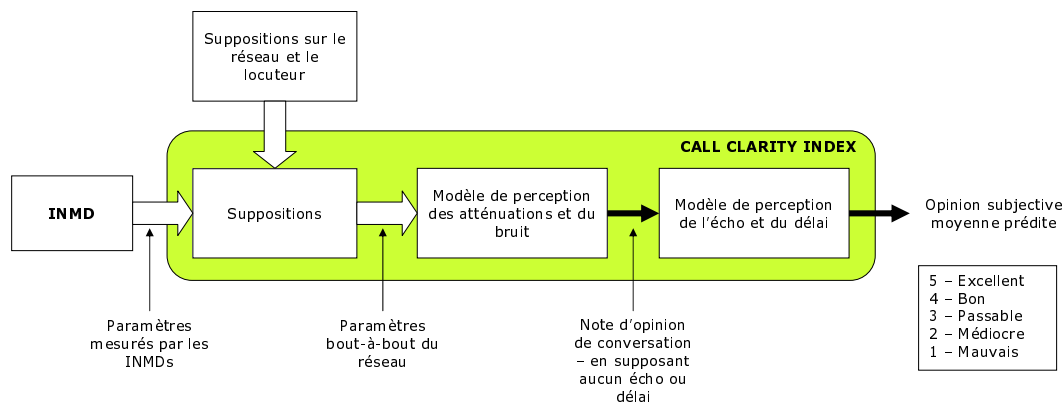 Suppositions sur le
réseau et le
locuteur
CALL CLARITY INDEX
INMD
Suppositions
Modèle de perception
des atténuations et du
bruit
Modèle de perception
de l'écho et du délai
Opinion subjective
moyenne prédite
5 – Excellent
4 – Bon
3 – Passable
2 – Médiocre
1 – Mauvais
Paramètres
mesurés par les
INMDs
Paramètres
bout-à-bout du
réseau
Note d'opinion
de conversation
– en supposant
aucun écho ou
délai